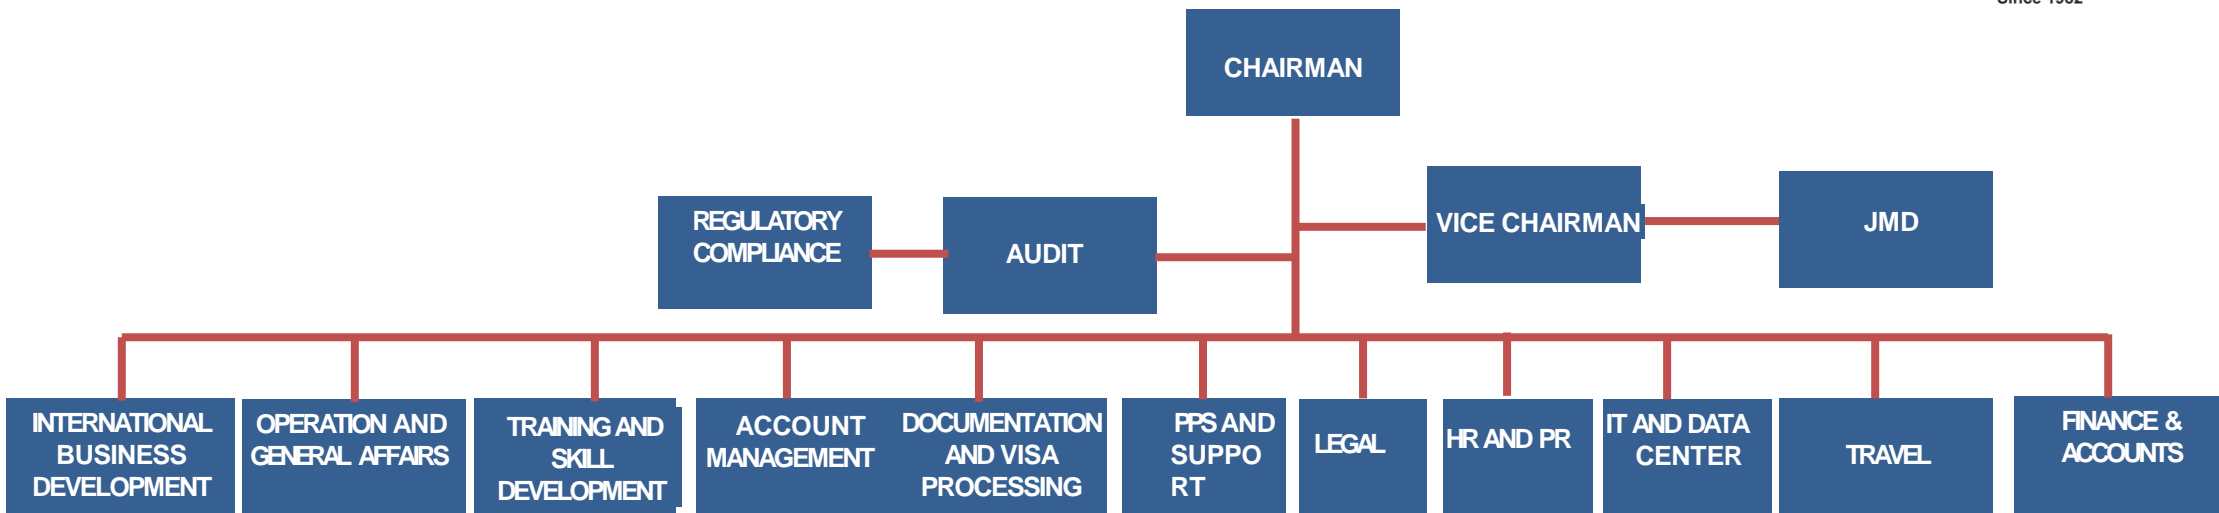 Since 1982
CHAIRMAN
REGULATORY
COMPLIANCE
AUDIT
VICE CHAIRMAN
JMD
INTERNATIONAL
BUSINESS
DEVELOPMENT
OPERATION AND
GENERAL AFFAIRS
TRAINING AND
SKILL
DEVELOPMENT
ACCOUNT
MANAGEMENT
DOCUMENTATION
AND VISA
PROCESSING
PPS AND
SUPPO
RT
LEGAL
HR AND PR
IT AND DATA
CENTER
TRAVEL
FINANCE &
ACCOUNTS